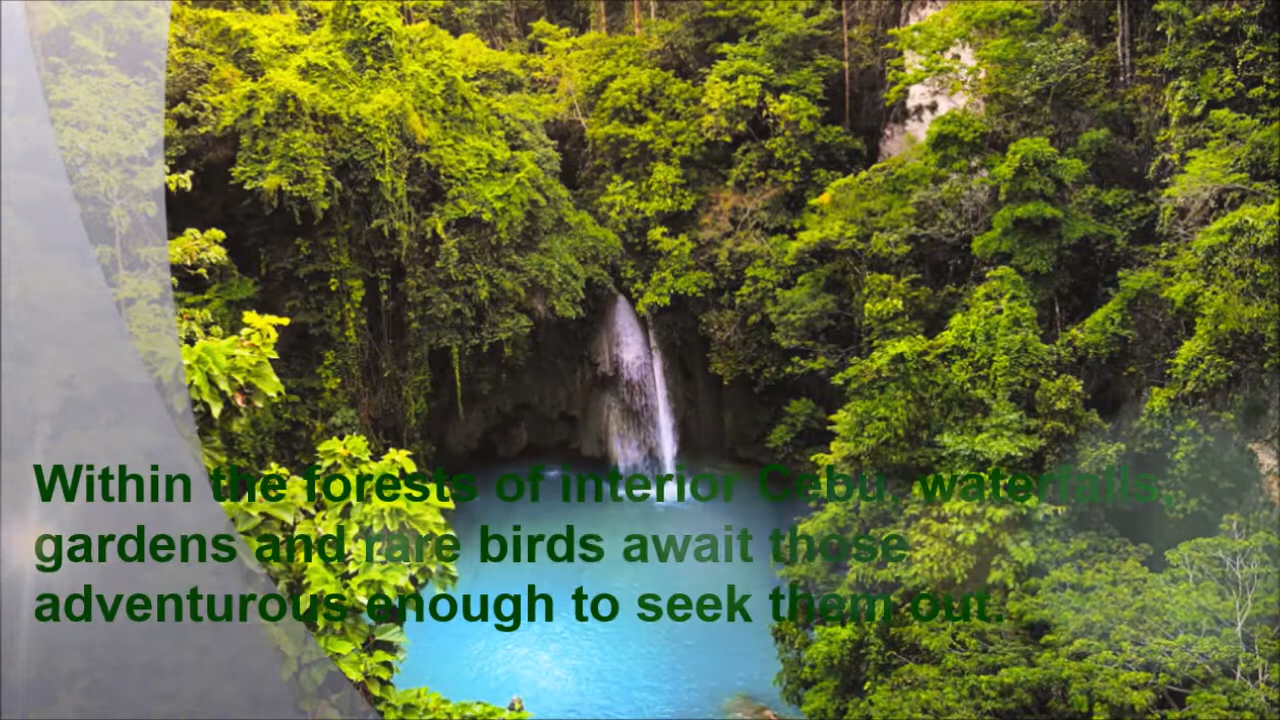 Within the forests of interior Cebu, waterfalls,
gardens and rare birds await those
adventurous enough to seek them out.